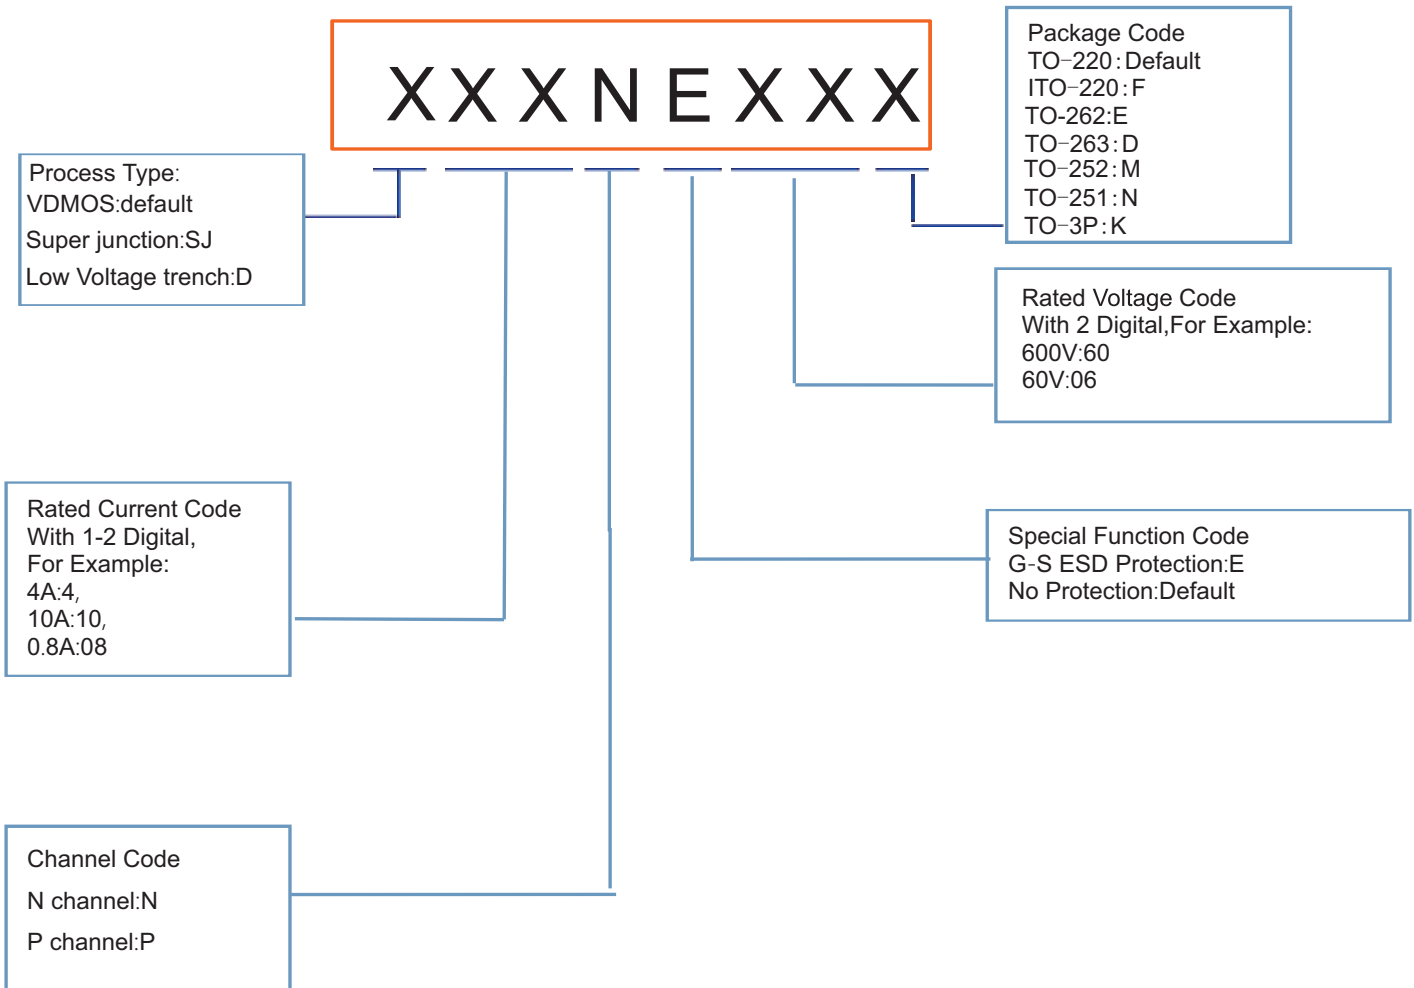 XXXNEXXX
Package Code
TO-220:Default
ITO-220:F
TO-262:E
TO-263:D
TO-252:M
TO-251:N
TO-3P:K
Process Type:
VDMOS:default
Super junction:SJ
Low Voltage trench:D
Rated Voltage Code
With 2 Digital,For Example:
600V:60
60V:06
Rated Current Code
With 1-2 Digital,
For Example:
4A:4,
10A:10,
0.8A:08
Special Function Code
G-S ESD Protection:E
No Protection:Default
Channel Code
N channel:N
P channel:P